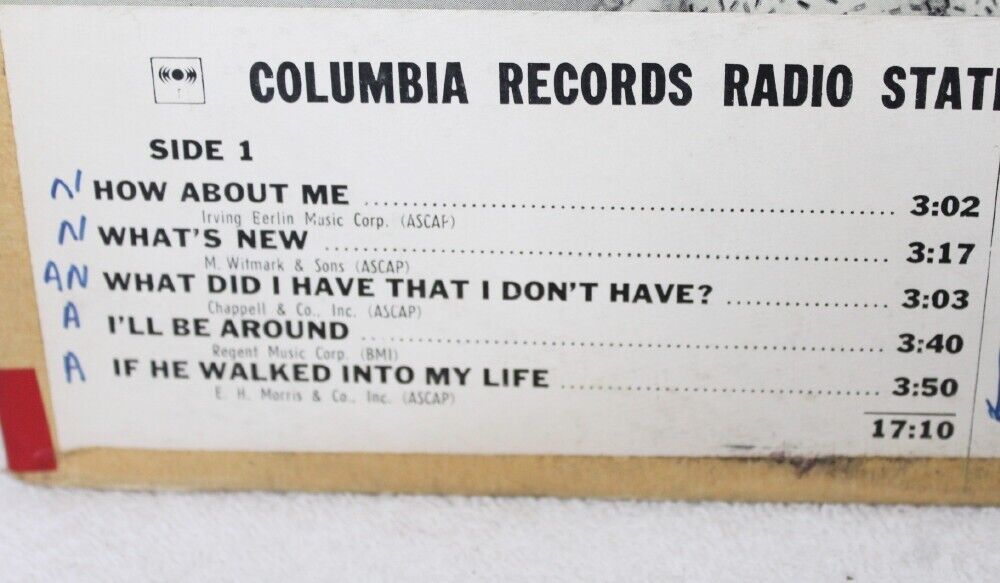 COLUMBIA RECORDS RADIO STATI
SIDE 1
N HOW ABOUT ME 3:02
Irving Eerlin Music Corp. (ASCAP)
N WHAT'S NEW 3:17
M. Witmark & Sons (ASCAP)
AN WHAT DID I HAVE THAT I DON'T HAVE? 3:03
Chappell & Co., Inc. (ASCAP)
A I'LL BE AROUND 3:40
Regent Music Corp. (BMI)
A IF HE WALKED INTO MY LIFE 3:50
E. H. Morris & Co., Inc. (ASCAP)
17:10